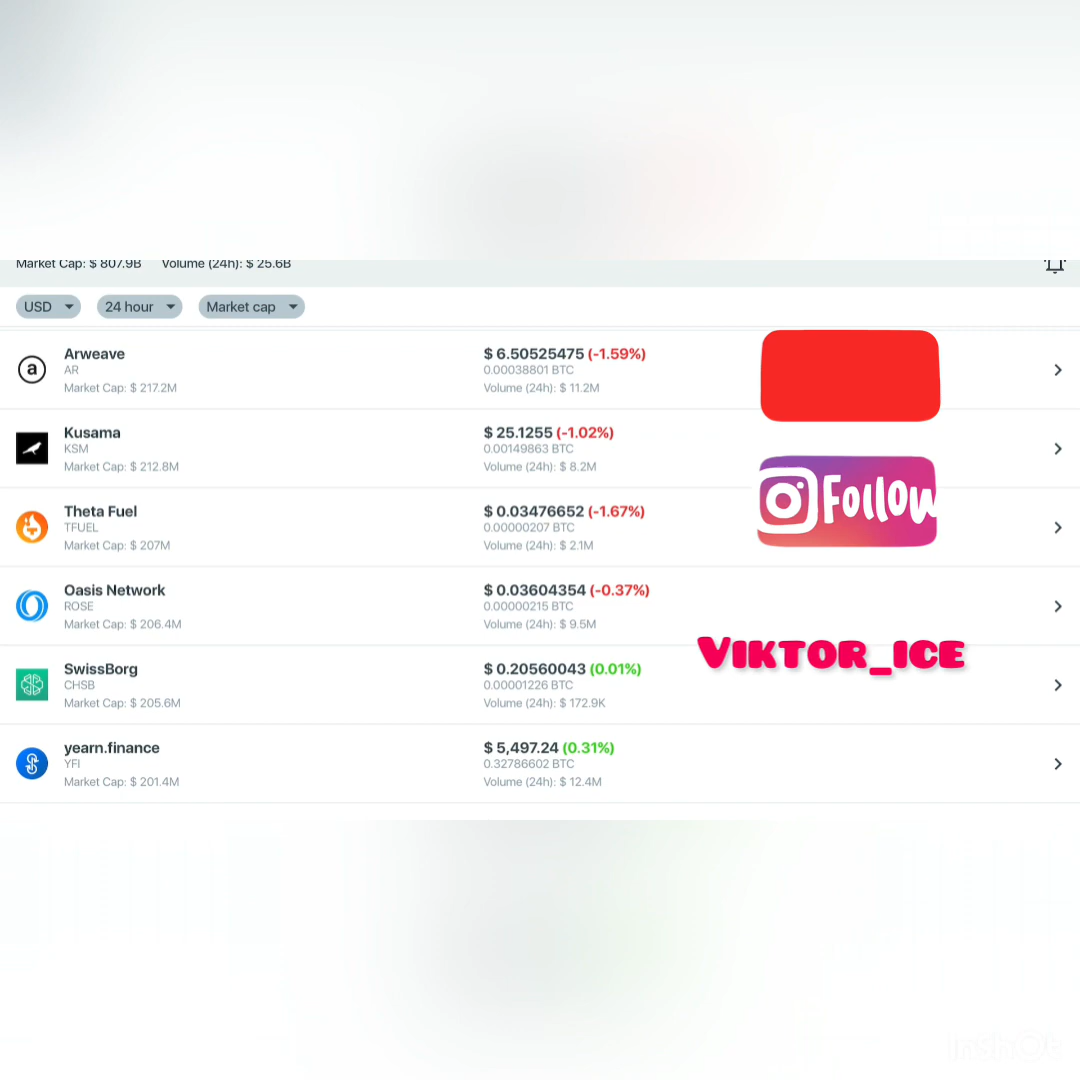 Market Cap: $ 807.9B Volume (24h): $ 25.6B
USD 24 hour Market cap
Arweave
AR
Market Cap: $ 217.2M
$ 6.50525475 (-1.59%)
0.00038801 BTC
Volume (24h): $ 11.2M
Kusama
KSM
Market Cap: $ 212.8M
$ 25.1255 (-1.02%)
0.00149863 BTC
Volume (24h): $ 8.2M
Follow
Theta Fuel
TFUEL
Market Cap: $ 207M
$ 0.03476652 (-1.67%)
0.00000207 BTC
Volume (24h): $ 2.1M
Oasis Network
ROSE
Market Cap: $ 206.4M
$ 0.03604354 (-0.37%)
0.00000215 BTC
Volume (24h): $ 9.5M
Viktor_ice
SwissBorg
CHSB
Market Cap: $ 205.6M
$ 0.20560043 (0.01%)
0.00001226 BTC
Volume (24h): $ 172.9K
yearn.finance
YFI
Market Cap: $ 201.4M
$ 5,497.24 (0.31%)
0.32786602 BTC
Volume (24h): $ 12.4M
InShOt